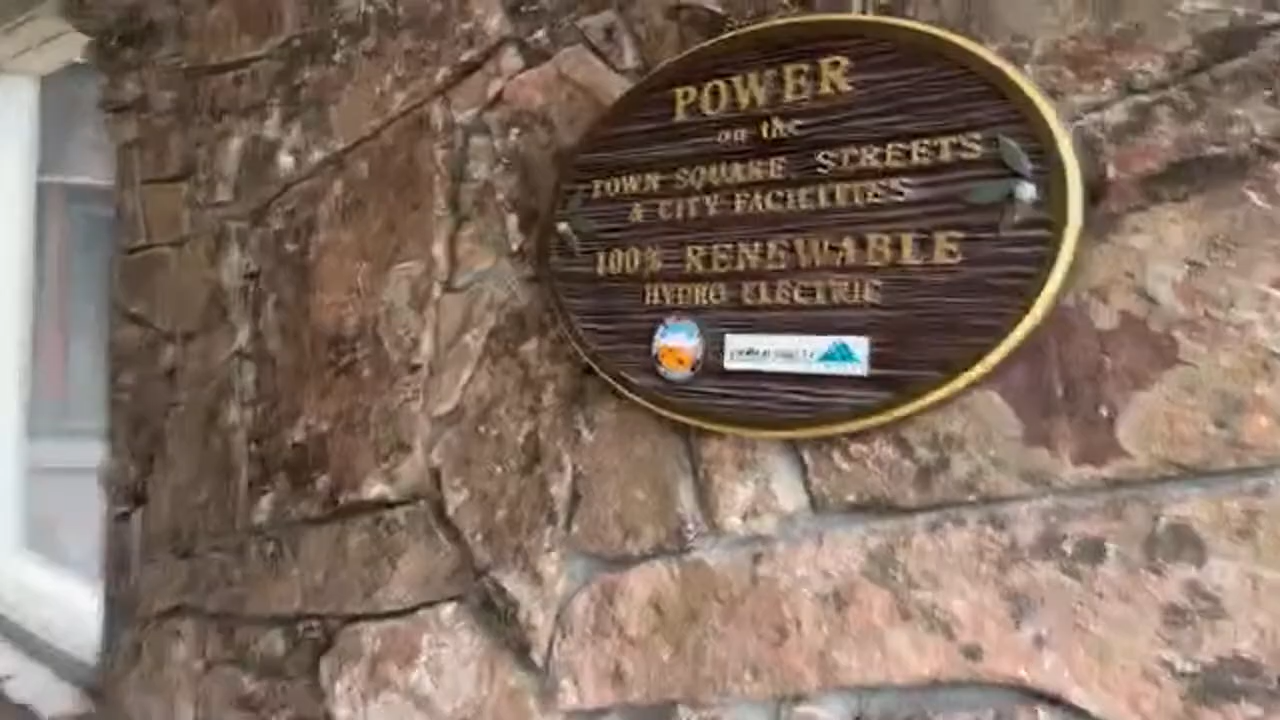 POWER
on the
TOWN SQUARE STREETS
& CITY FACILITIES
100% RENEWABLE
HYDRO ELECTRIC